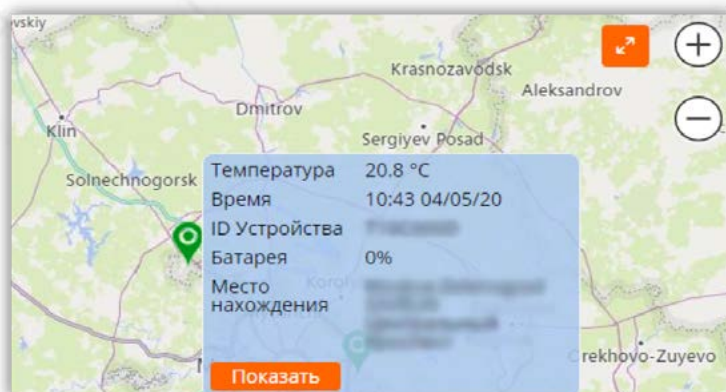 vskiy
Krasnozavodsk
Aleksandrov
Dmitrov
Klin
Sergiyev Posad
Solnechnogorsk
Температура 20.8 °C
Время 10:43 04/05/20
ID Устройства
Батарея 0%
Место
нахождения
rekhovo-Zuyevo
Показать